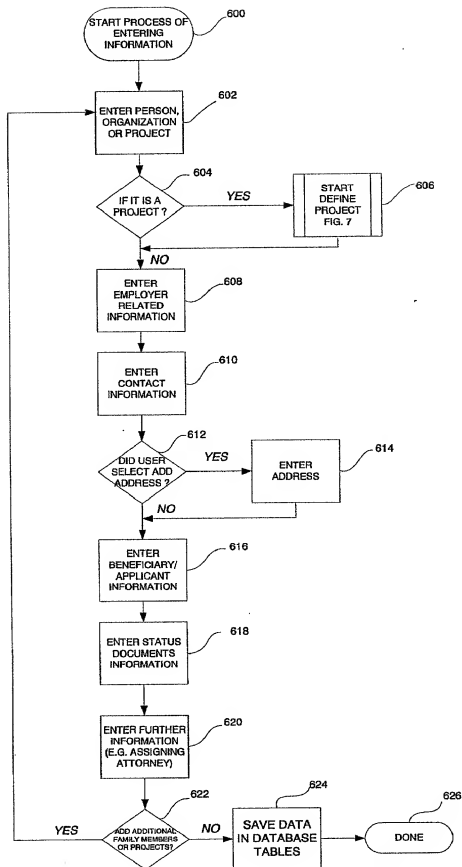 START PROCESS OF
ENTERING
INFORMATION
600
ENTER PERSON,
ORGANIZATION
OR PROJECT
602
604
IF IT IS A
PROJECT ?
YES
START
DEFINE
PROJECT
FIG. 7
606
NO
ENTER
EMPLOYER
RELATED
INFORMATION
608
ENTER
CONTACT
INFORMATION
610
612
DID USER
SELECT ADD
ADDRESS ?
YES
ENTER
ADDRESS
614
NO
ENTER
BENEFICIARY/
APPLICANT
INFORMATION
616
ENTER STATUS
DOCUMENTS
INFORMATION
618
ENTER FURTHER
INFORMATION
(E.G. ASSIGNING
ATTORNEY)
620
622
ADD ADDITIONAL
FAMILY MEMBERS
OR PROJECTS?
YES
NO
624
SAVE DATA
IN DATABASE
TABLES
626
DONE